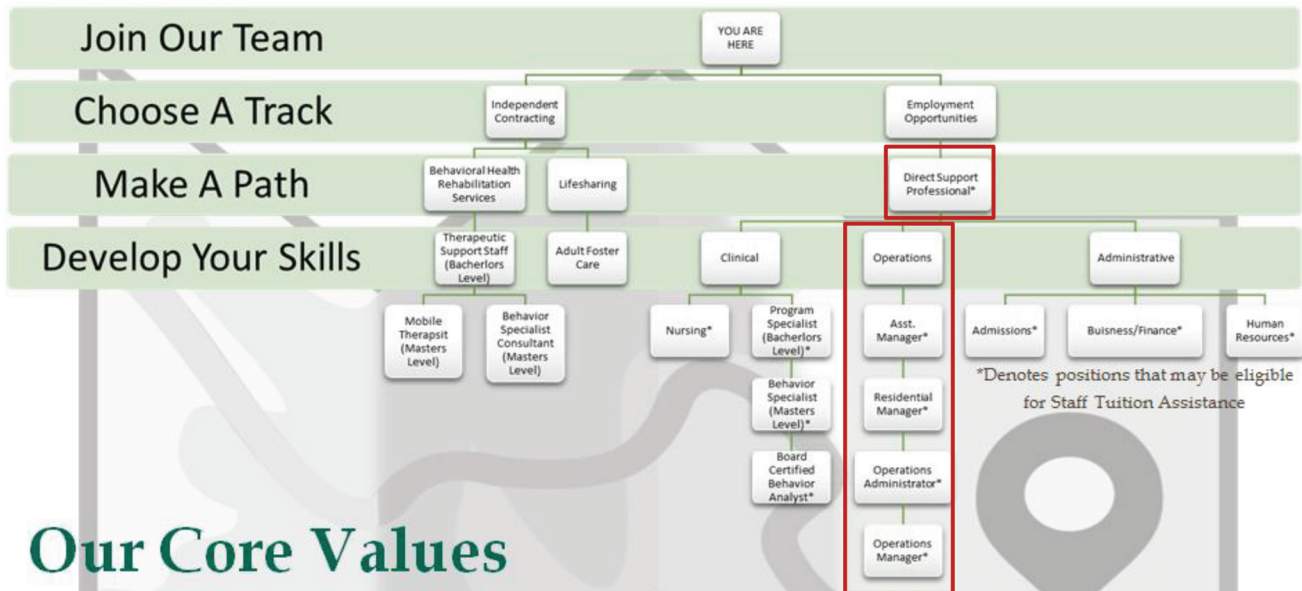 Join Our Team
YOU ARE
HERE
Choose A Track
Independent
Contracting
Employment
Opportunities
Make A Path
Behavioral Health
Rehabilitation
Services
Lifesharing
Direct Support
Professional*
Develop Your Skills
Therapeutic
Support Staff
(Bacherlors
Level)
Adult Foster
Care
Clinical
Operations
Administrative
Mobile
Therapsit
(Masters
Level)
Behavior
Specialist
Consultant
(Masters
Level)
Nursing*
Program
Specialist
(Bacherlors
Level)*
Asst.
Manager*
Admissions*
Buisness/Finance*
Human
Resources*
*Denotes positions that may be eligible
for Staff Tuition Assistance
Behavior
Specialist
(Masters
Level)*
Residential
Manager*
Board
Certified
Behavior
Analyst*
Operations
Administrator*
Operations
Manager*
Our Core Values